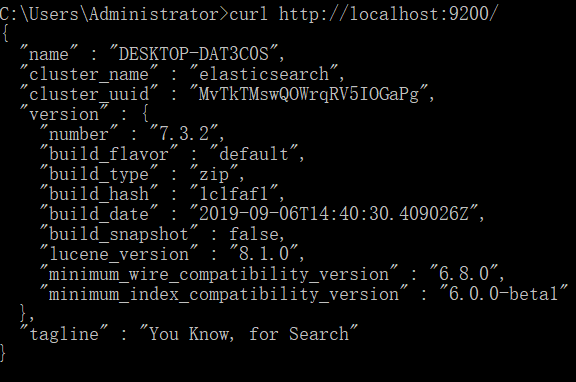 C:\Users\Administrator>curl http://localhost:9200/
{
  "name" : "DESKTOP-DAT3COS",
  "cluster_name" : "elasticsearch",
  "cluster_uuid" : "MvTkTMswQOWrqRV5IOGaPg",
  "version" : {
    "number" : "7.3.2",
    "build_flavor" : "default",
    "build_type" : "zip",
    "build_hash" : "1c1faf1",
    "build_date" : "2019-09-06T14:40:30.409026Z",
    "build_snapshot" : false,
    "lucene_version" : "8.1.0",
    "minimum_wire_compatibility_version" : "6.8.0",
    "minimum_index_compatibility_version" : "6.0.0-beta1"
  },
  "tagline" : "You Know, for Search"
}